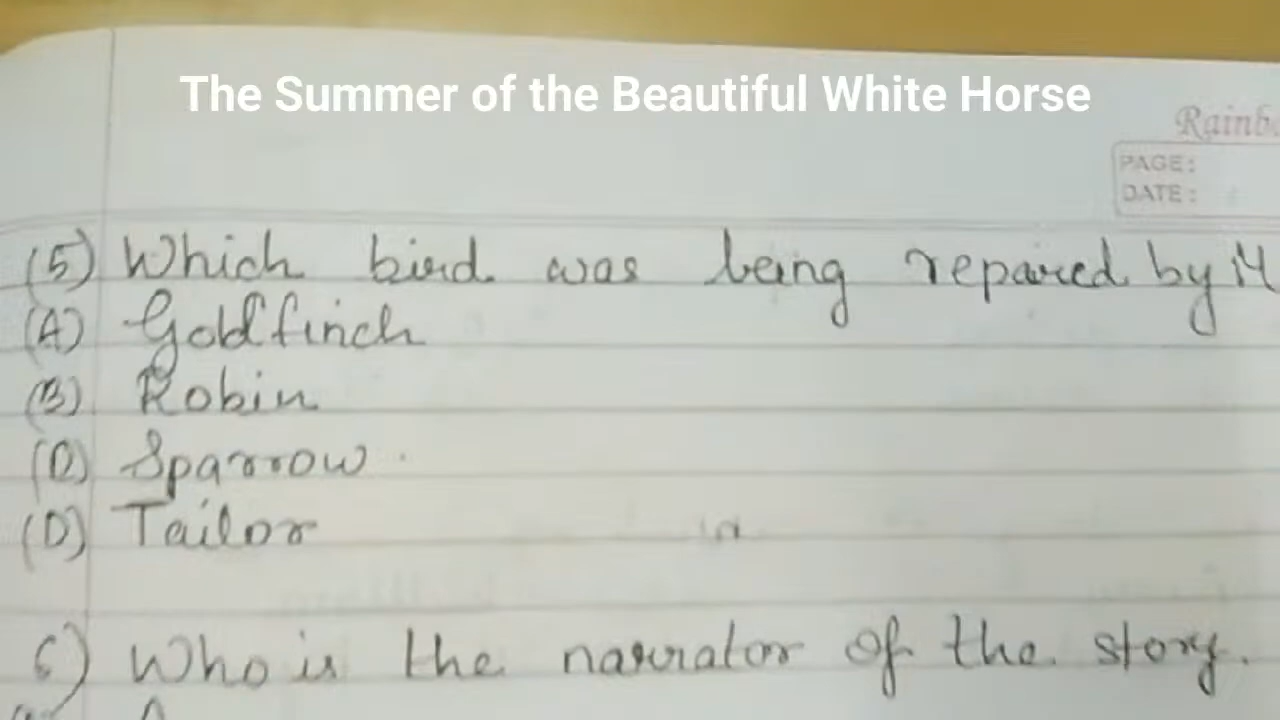 The Summer of the Beautiful White Horse
PAGE:
DATE:
(5) Which bird was being repaired by M
(A) Goldfinch
(B) Robin
(C) Sparrow
(D) Tailor
6) Who is the narrator of the story.